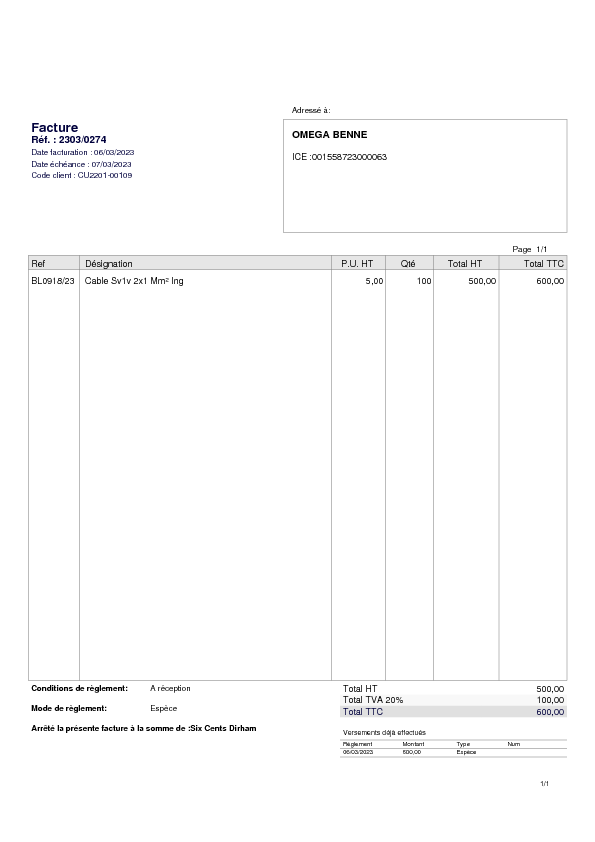 Adressé à:
Facture
Réf. : 2303/0274
Date facturation : 06/03/2023
Date échéance : 07/03/2023
Code client : CU2201-00109
OMEGA BENNE
ICE :001558723000063
Page 1/1
Ref Désignation P.U. HT Qté Total HT Total TTC
BL0918/23 Cable Sv1v 2x1 Mm² Ing 5,00 100 500,00 600,00
Conditions de règlement: A réception
Mode de règlement: Espèce
Arrêté la présente facture à la somme de :Six Cents Dirham
Total HT 500,00
Total TVA 20% 100,00
Total TTC 600,00
Versements déjà effectués
Règlement Montant Type Num
06/03/2023 600,00 Espèce
1/1